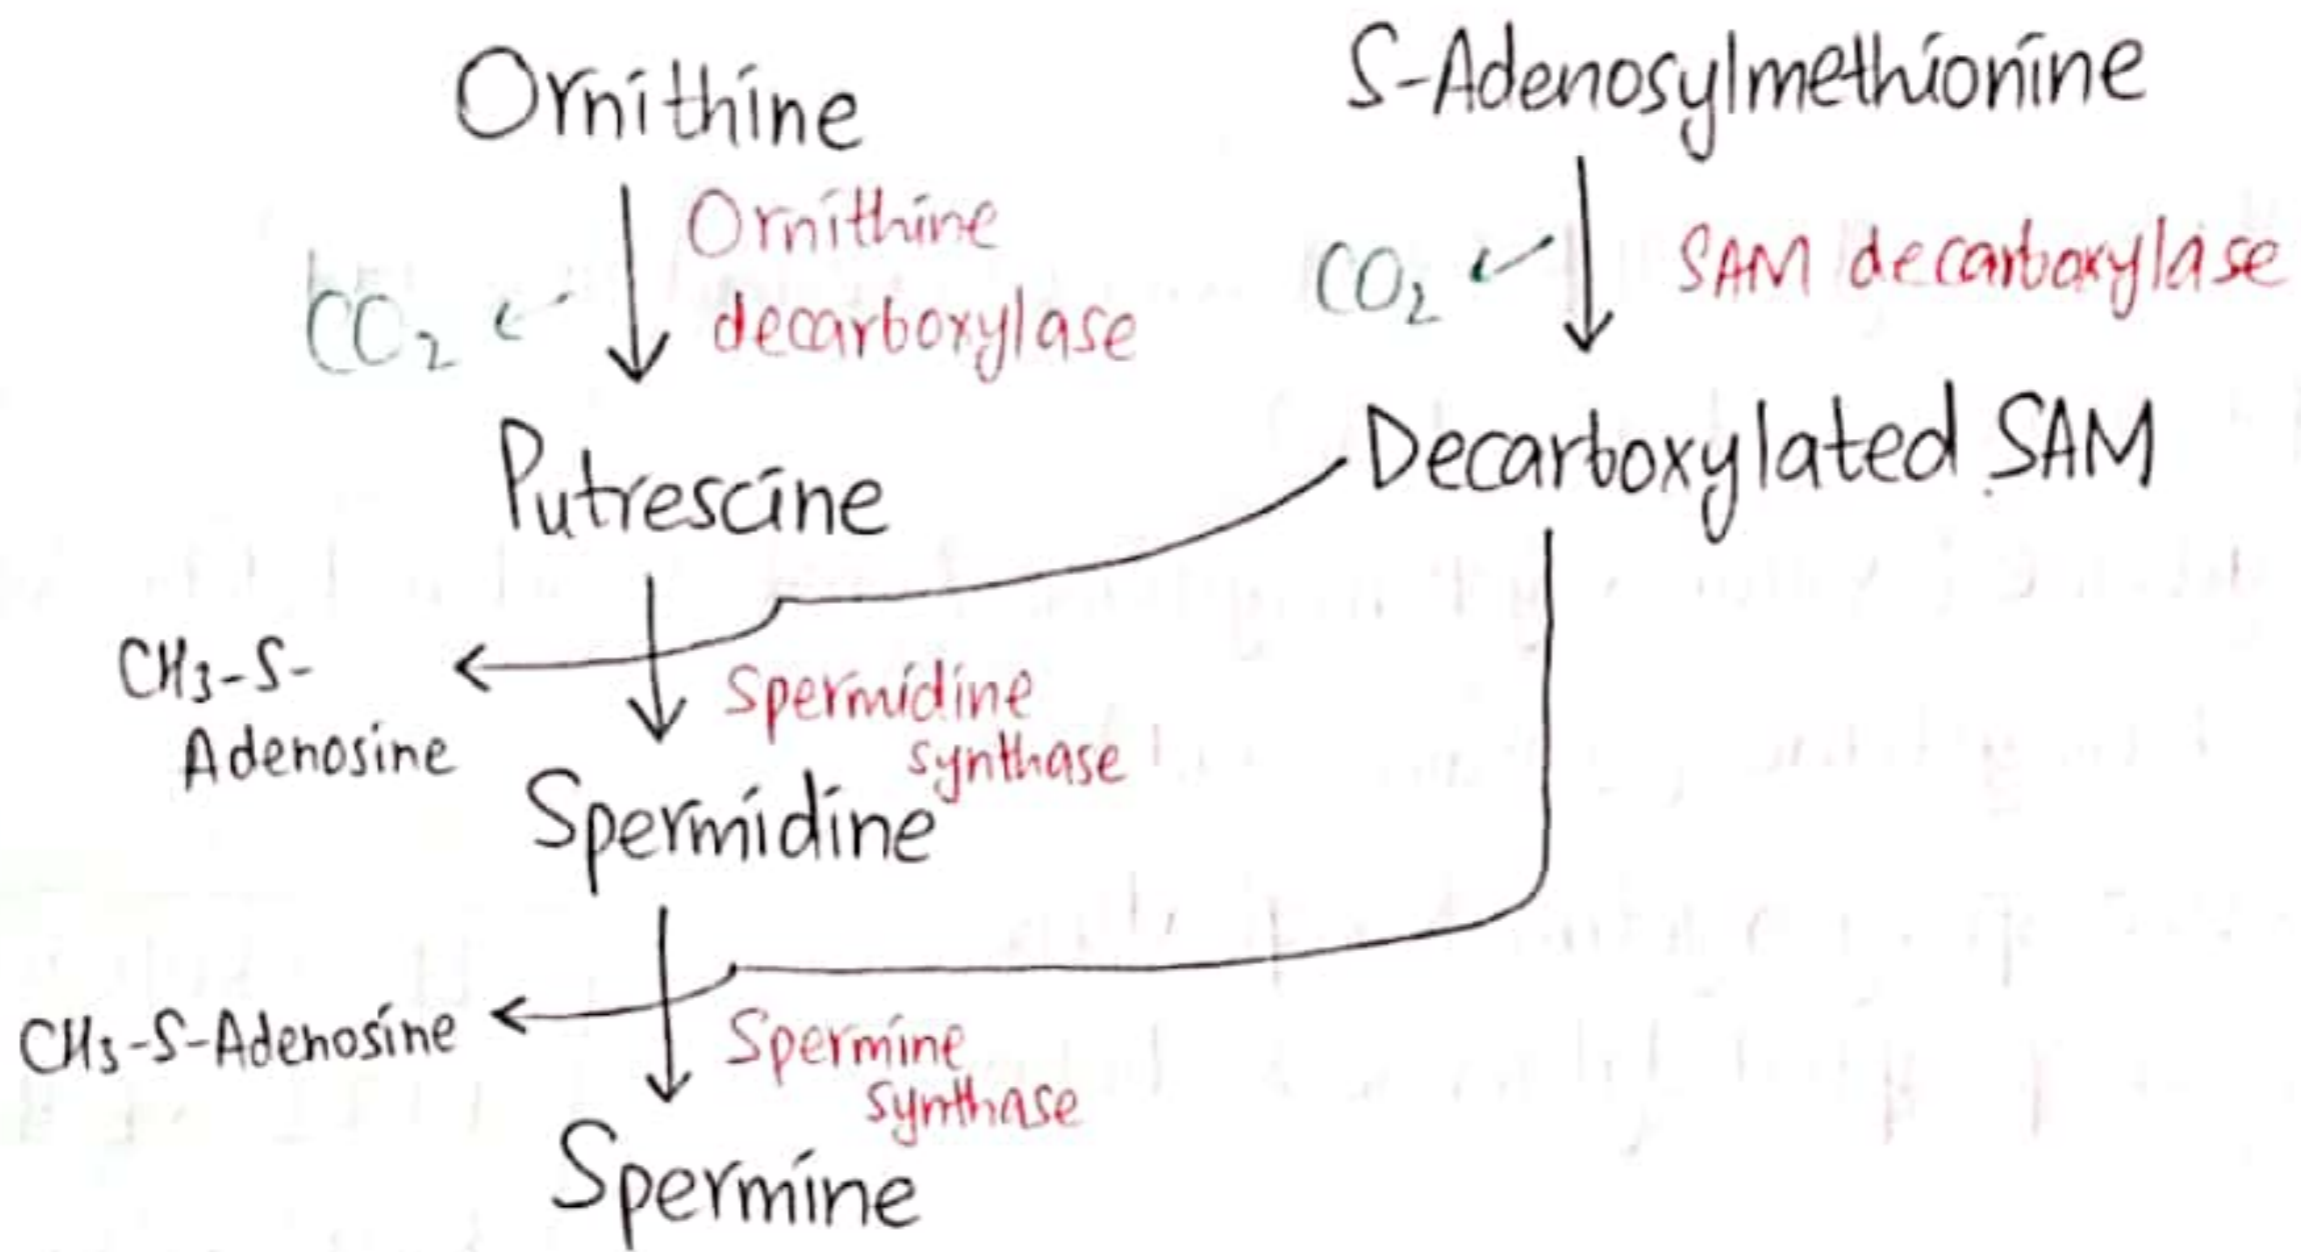 Ornithine
S-Adenosylmethionine
Ornithine
decarboxylase
CO₂
CO₂
SAM decarboxylase
Putrescine
Decarboxylated SAM
CH₃-S-
Adenosine
Spermidine
synthase
Spermidine
CH₃-S-Adenosine
Spermine
synthase
Spermine